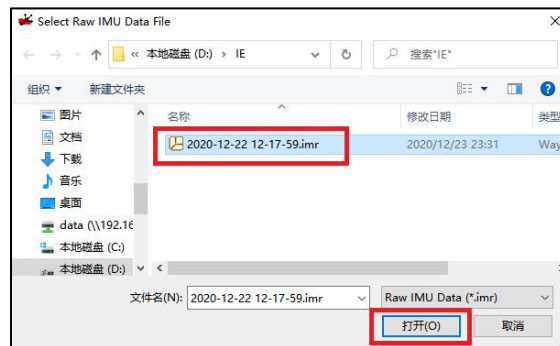 Select Raw IMU Data File
« 本地磁盘 (D:) › IE
搜索"IE"
组织 新建文件夹
名称 修改日期 类型
图片
文档
下载
音乐
桌面
data (\\192.16
本地磁盘 (C:)
本地磁盘 (D:)
2020-12-22 12-17-59.imr 2020/12/23 23:31 Way
文件名(N): 2020-12-22 12-17-59.imr Raw IMU Data (*.imr)
打开(O) 取消